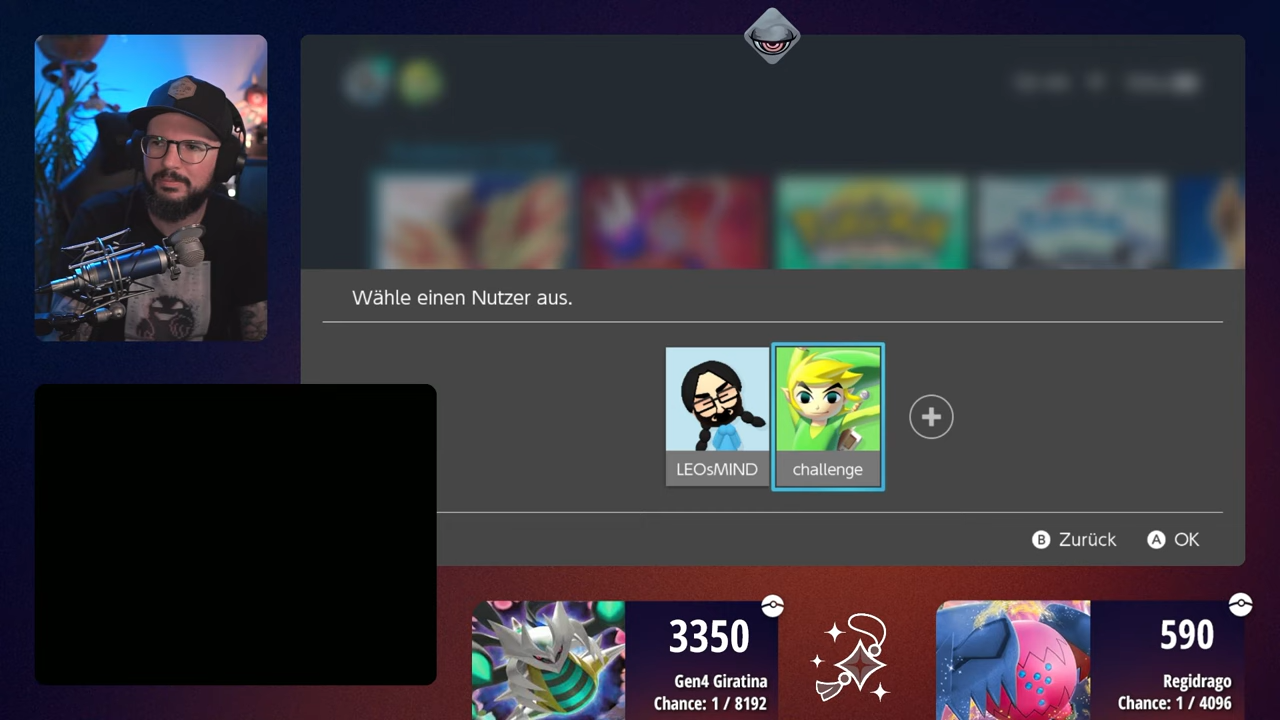 Wähle einen Nutzer aus.
LEOsMIND
challenge
B Zurück
A OK
3350
Gen4 Giratina
Chance: 1 / 8192
590
Regidrago
Chance: 1 / 4096